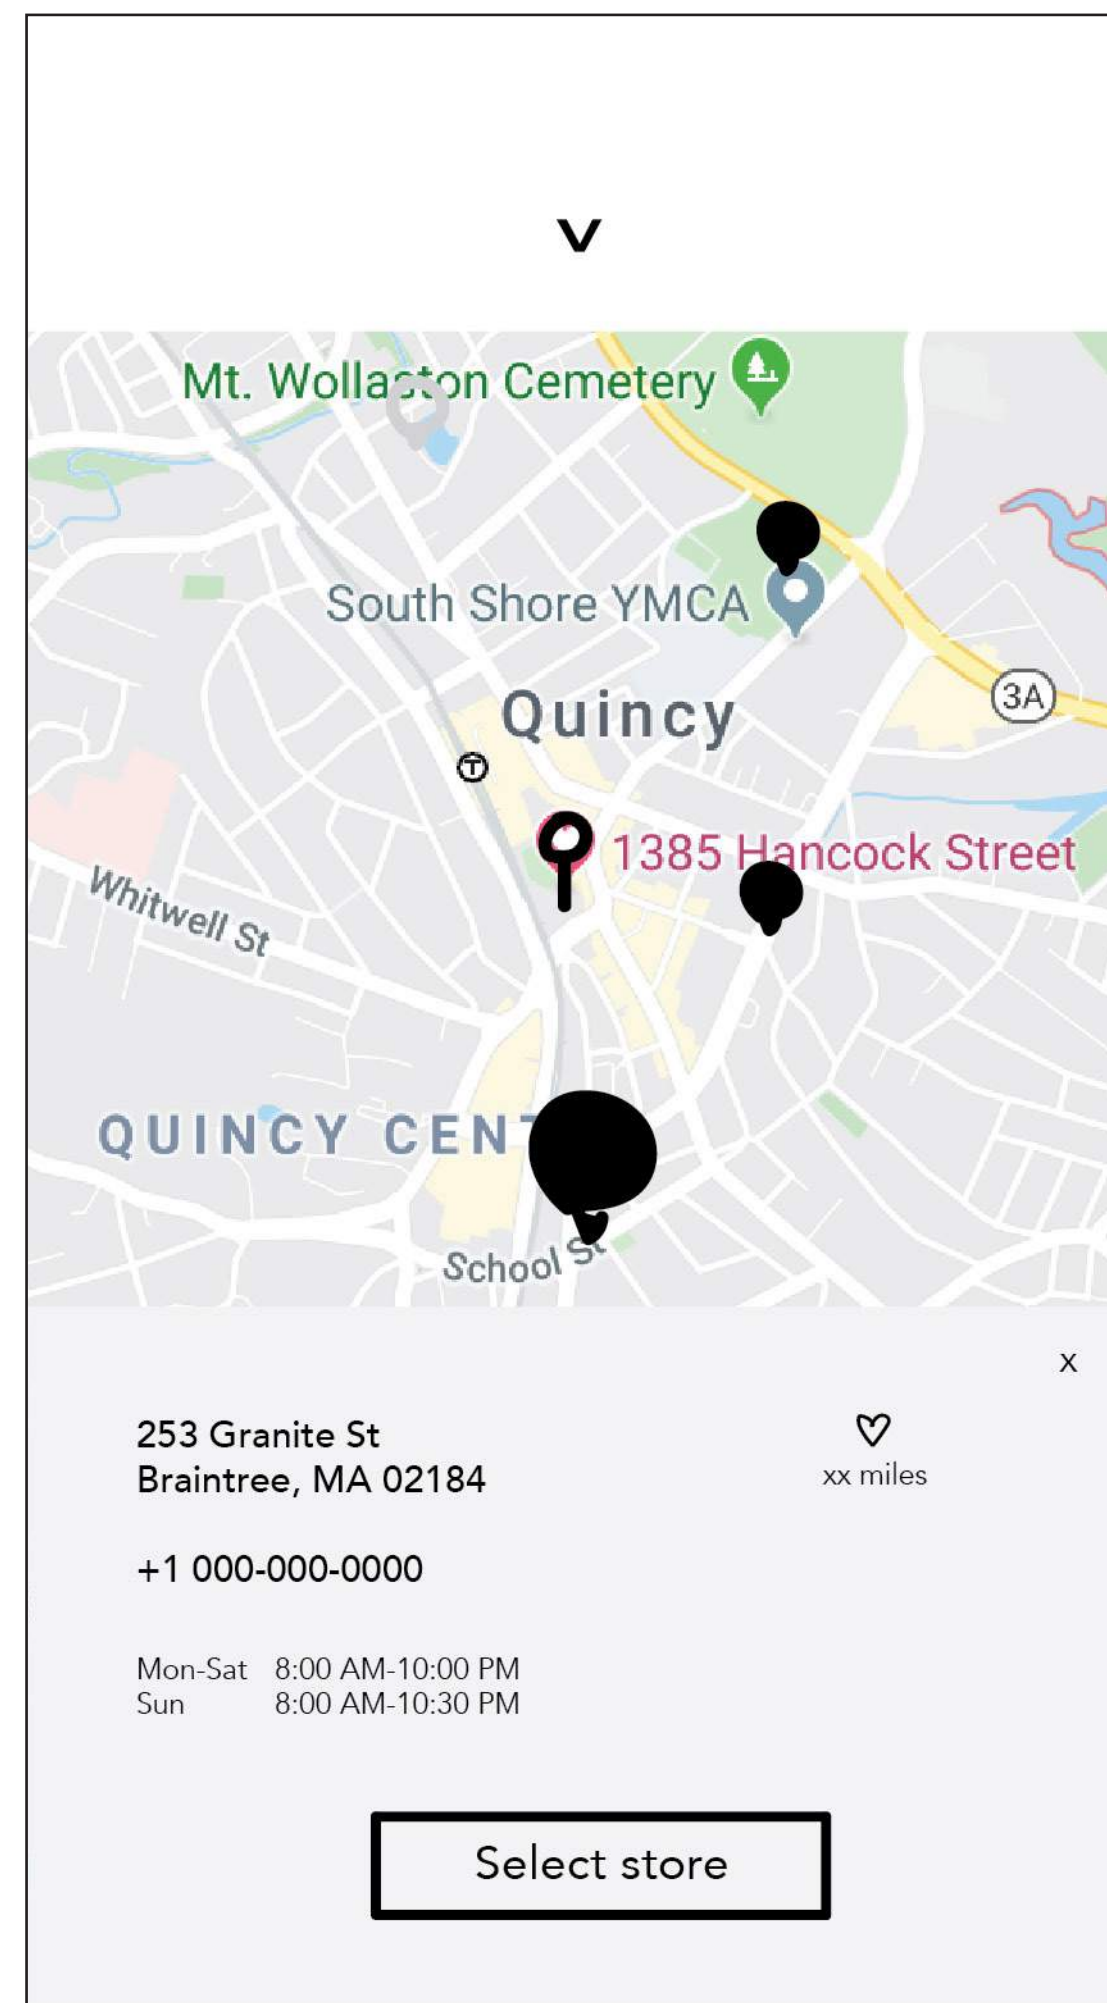 v
Mt. Wollaston Cemetery
South Shore YMCA
Quincy
3A
T
1385 Hancock Street
Whitwell St
QUINCY CENT
School St
x
253 Granite St
Braintree, MA 02184
xx miles
+1 000-000-0000
Mon-Sat 8:00 AM-10:00 PM
Sun 8:00 AM-10:30 PM
Select store